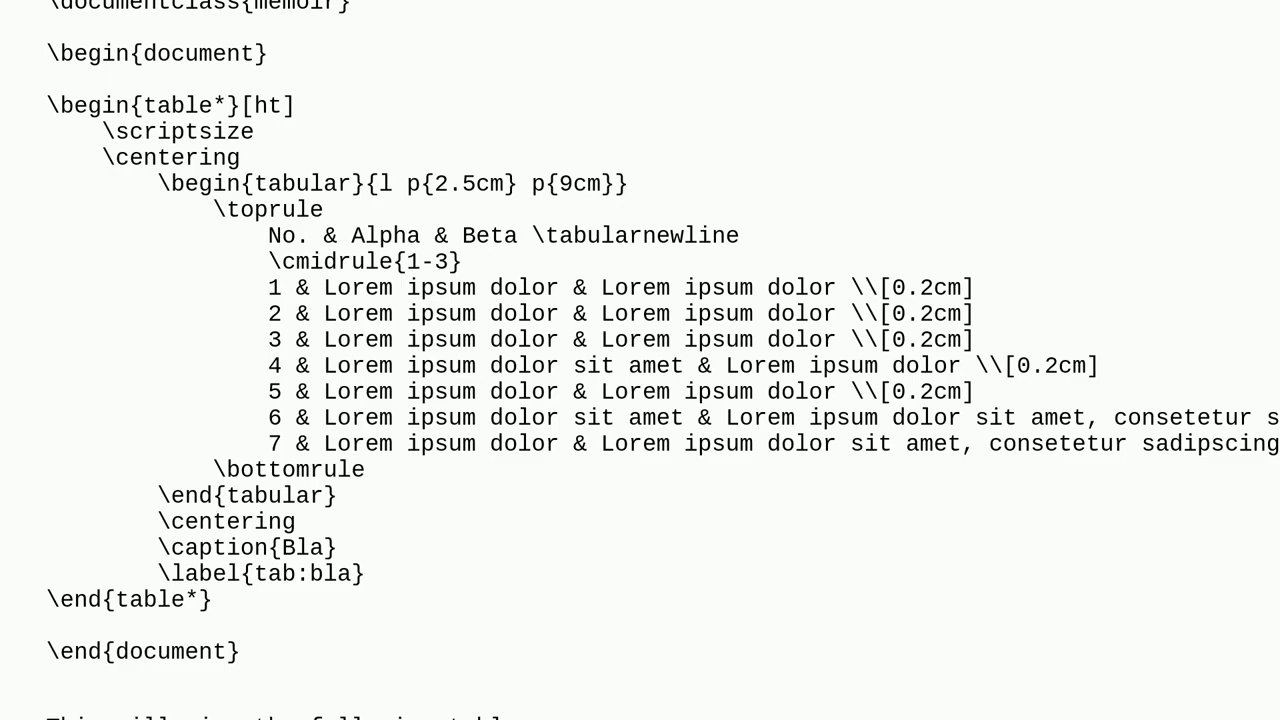 \documentclass{memoir}

\begin{document}

\begin{table*}[ht]
    \scriptsize
    \centering
        \begin{tabular}{l p{2.5cm} p{9cm}}
            \toprule
                No. & Alpha & Beta \tabularnewline
                \cmidrule{1-3}
                1 & Lorem ipsum dolor & Lorem ipsum dolor \\[0.2cm]
                2 & Lorem ipsum dolor & Lorem ipsum dolor \\[0.2cm]
                3 & Lorem ipsum dolor & Lorem ipsum dolor \\[0.2cm]
                4 & Lorem ipsum dolor sit amet & Lorem ipsum dolor \\[0.2cm]
                5 & Lorem ipsum dolor & Lorem ipsum dolor \\[0.2cm]
                6 & Lorem ipsum dolor sit amet & Lorem ipsum dolor sit amet, consetetur s
                7 & Lorem ipsum dolor & Lorem ipsum dolor sit amet, consetetur sadipscing
            \bottomrule
        \end{tabular}
        \centering
        \caption{Bla}
        \label{tab:bla}
\end{table*}

\end{document}